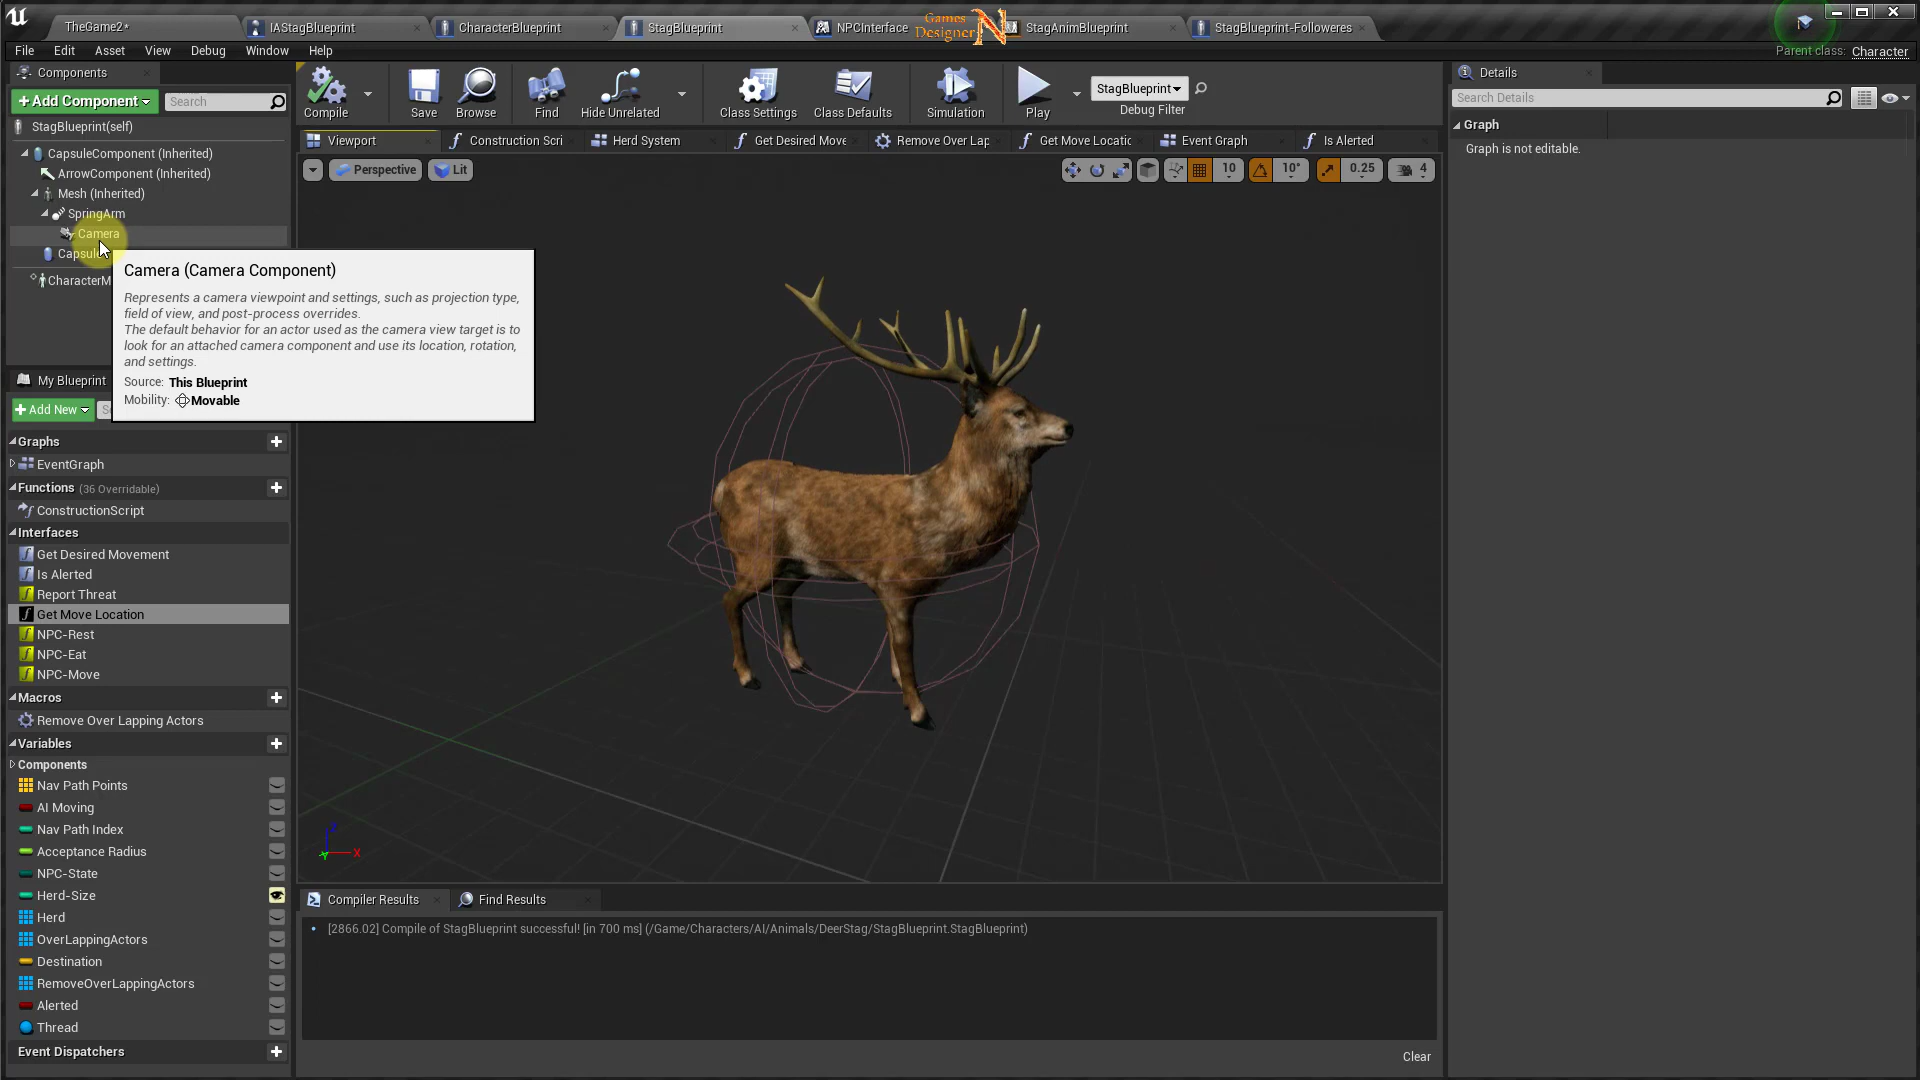 TheGame2*
IAStagBlueprint
CharacterBlueprint
StagBlueprint
NPCInterface
Games
Designer
N
StagAnimBlueprint
StagBlueprint-Followeres
File
Edit
Asset
View
Debug
Window
Help
Parent class: Character
Components
+Add Component
Search
StagBlueprint(self)
CapsuleComponent (Inherited)
ArrowComponent (Inherited)
Mesh (Inherited)
SpringArm
Camera
Capsule
CharacterM
Camera (Camera Component)
Represents a camera viewpoint and settings, such as projection type,
field of view, and post-process overrides.
The default behavior for an actor used as the camera view target is to
look for an attached camera component and use its location, rotation,
and settings.
Source: This Blueprint
Mobility: Movable
My Blueprint
+Add New
Graphs
EventGraph
Functions (36 Overridable)
ConstructionScript
Interfaces
Get Desired Movement
Is Alerted
Report Threat
Get Move Location
NPC-Rest
NPC-Eat
NPC-Move
Macros
Remove Over Lapping Actors
Variables
Components
Nav Path Points
AI Moving
Nav Path Index
Acceptance Radius
NPC-State
Herd-Size
Herd
OverLappingActors
Destination
RemoveOverLappingActors
Alerted
Thread
Event Dispatchers
Compile
Save
Browse
Find
Hide Unrelated
Class Settings
Class Defaults
Simulation
Play
StagBlueprint
Debug Filter
Viewport
Construction Scri
Herd System
Get Desired Move
Remove Over Lap
Get Move Locatio
Event Graph
Is Alerted
Perspective
Lit
10
10°
0.25
4
Z
X
Y
Compiler Results
Find Results
[2866.02] Compile of StagBlueprint successful! [in 700 ms] (/Game/Characters/AI/Animals/DeerStag/StagBlueprint.StagBlueprint)
Clear
Details
Search Details
Graph
Graph is not editable.